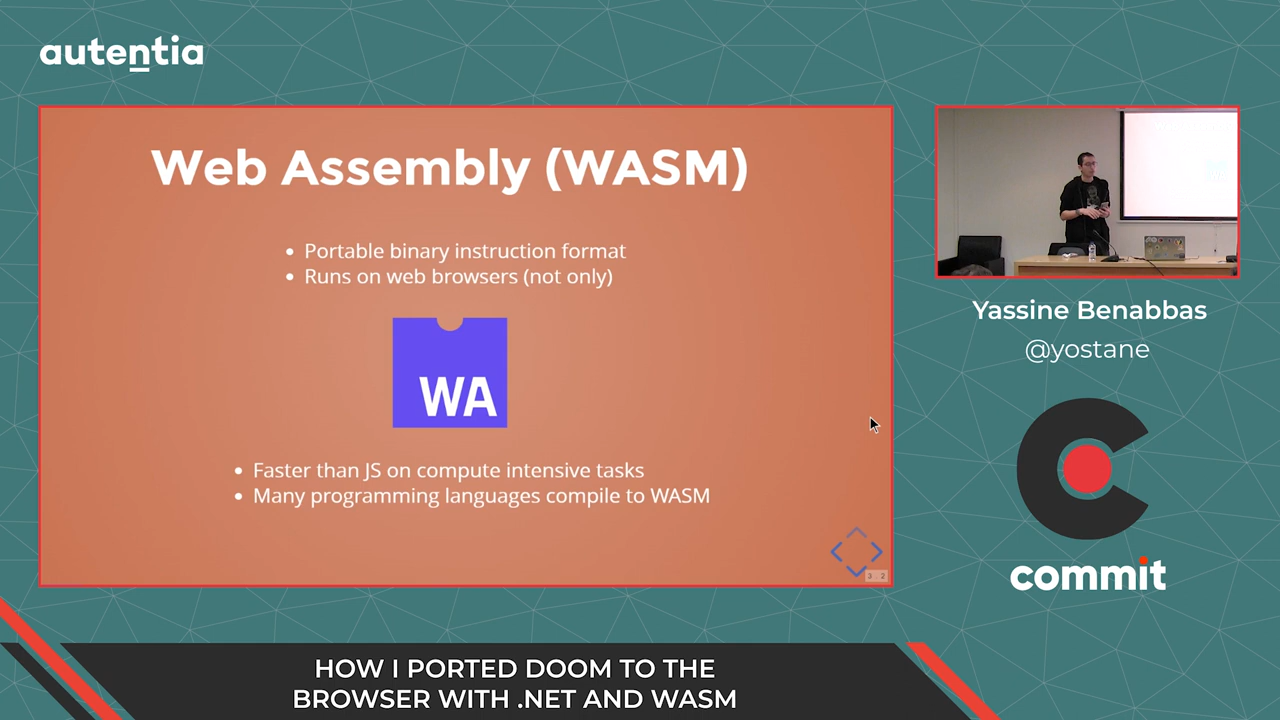 autentia
Web Assembly (WASM)
Portable binary instruction format
Runs on web browsers (not only)
WA
Faster than JS on compute intensive tasks
Many programming languages compile to WASM
3.2
Yassine Benabbas
@yostane
commit
HOW I PORTED DOOM TO THE
BROWSER WITH .NET AND WASM